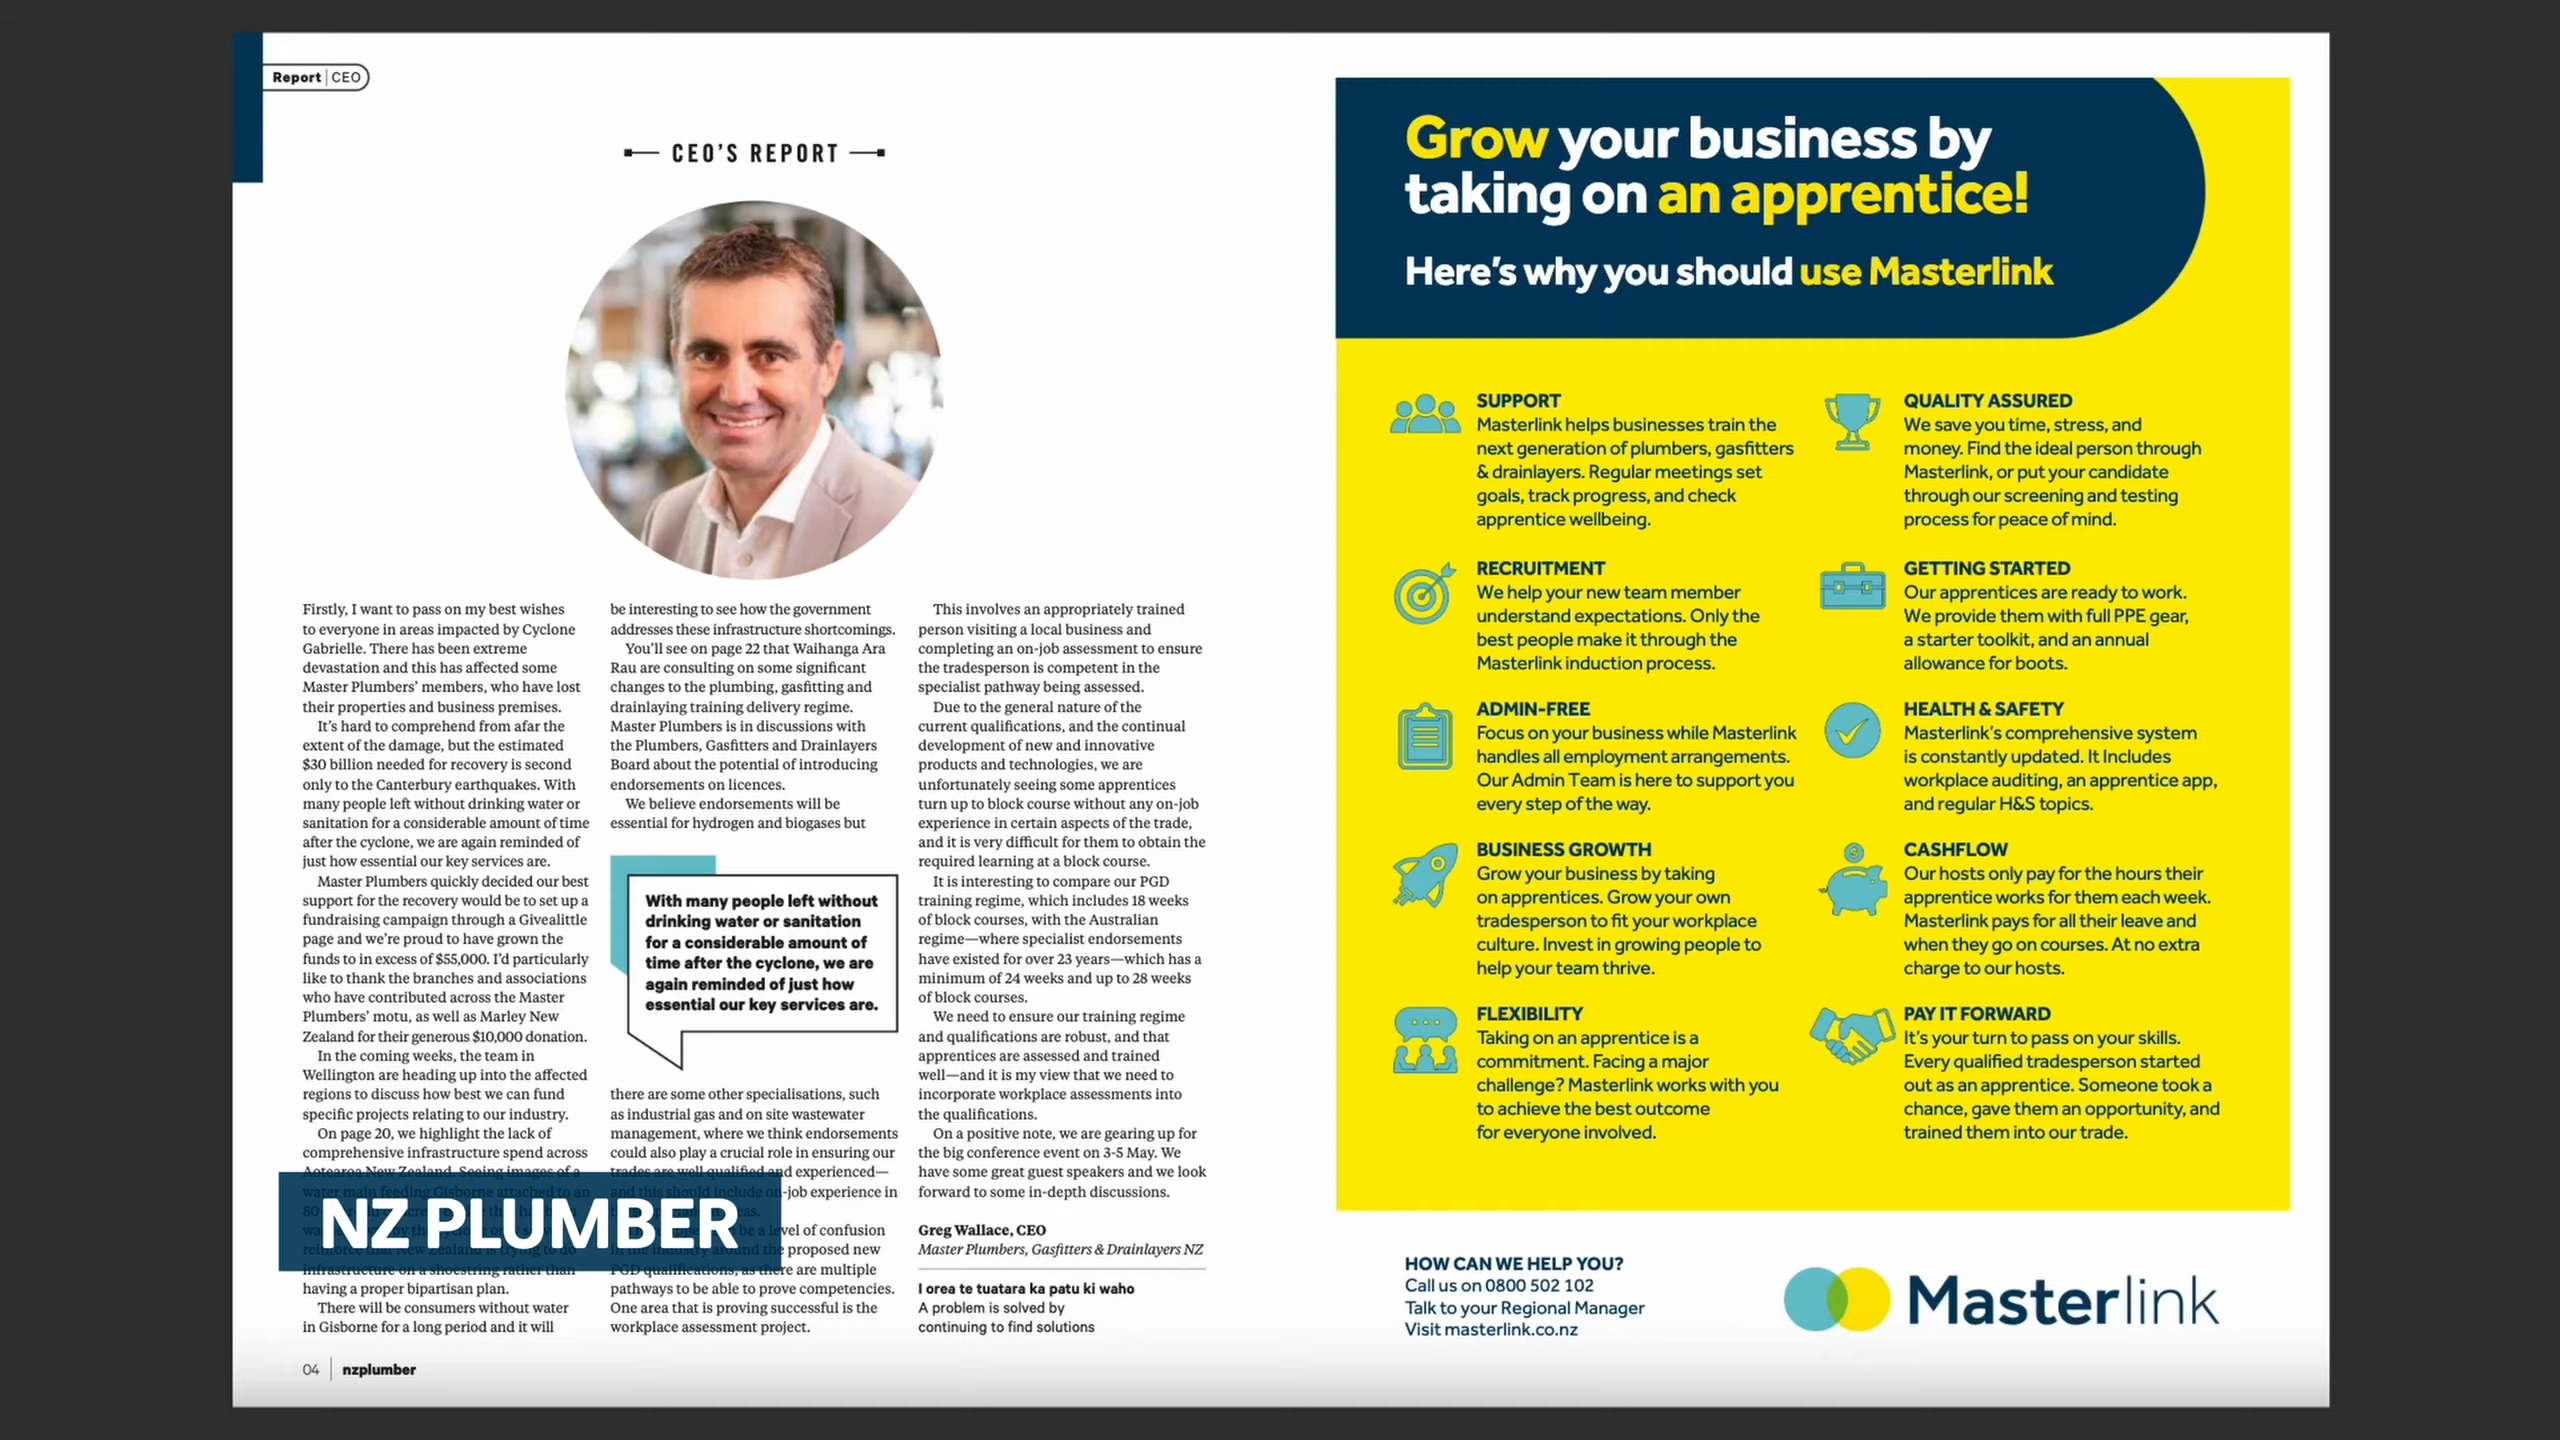 Report | CEO
CEO'S REPORT
Firstly, I want to pass on my best wishes
to everyone in areas impacted by Cyclone
Gabrielle. There has been extreme
devastation and this has affected some
Master Plumbers' members, who have lost
their properties and business premises.
It's hard to comprehend from afar the
extent of the damage, but the estimated
$30 billion needed for recovery is second
only to the Canterbury earthquakes. With
many people left without drinking water or
sanitation for a considerable amount of time
after the cyclone, we are again reminded of
just how essential our key services are.
Master Plumbers quickly decided our best
support for the recovery would be to set up a
fundraising campaign through a Givealittle
page and we're proud to have grown the
funds to in excess of $55,000. I'd particularly
like to thank the branches and associations
who have contributed across the Master
Plumbers' motu, as well as Marley New
Zealand for their generous $10,000 donation.
In the coming weeks, the team in
Wellington are heading up into the affected
regions to discuss how best we can fund
specific projects relating to our industry.
On page 20, we highlight the lack of
comprehensive infrastructure spend across
Aotearoa New Zealand. Seeing images of a
water main feeding Gisborne attached to an
infrastructure on a shoestring rather than
having a proper bipartisan plan.
There will be consumers without water
in Gisborne for a long period and it will
be interesting to see how the government
addresses these infrastructure shortcomings.
You'll see on page 22 that Waihanga Ara
Rau are consulting on some significant
changes to the plumbing, gasfitting and
drainlaying training delivery regime.
Master Plumbers is in discussions with
the Plumbers, Gasfitters and Drainlayers
Board about the potential of introducing
endorsements on licences.
We believe endorsements will be
essential for hydrogen and biogases but
With many people left without
drinking water or sanitation
for a considerable amount of
time after the cyclone, we are
again reminded of just how
essential our key services are.
there are some other specialisations, such
as industrial gas and on site wastewater
management, where we think endorsements
could also play a crucial role in ensuring our
trades are well qualified and experienced—
and this should include on-job experience in
be a level of confusion
the proposed new
PGD qualifications, as there are multiple
pathways to be able to prove competencies.
One area that is proving successful is the
workplace assessment project.
This involves an appropriately trained
person visiting a local business and
completing an on-job assessment to ensure
the tradesperson is competent in the
specialist pathway being assessed.
Due to the general nature of the
current qualifications, and the continual
development of new and innovative
products and technologies, we are
unfortunately seeing some apprentices
turn up to block course without any on-job
experience in certain aspects of the trade,
and it is very difficult for them to obtain the
required learning at a block course.
It is interesting to compare our PGD
training regime, which includes 18 weeks
of block courses, with the Australian
regime—where specialist endorsements
have existed for over 23 years—which has a
minimum of 24 weeks and up to 28 weeks
of block courses.
We need to ensure our training regime
and qualifications are robust, and that
apprentices are assessed and trained
well—and it is my view that we need to
incorporate workplace assessments into
the qualifications.
On a positive note, we are gearing up for
the big conference event on 3-5 May. We
have some great guest speakers and we look
forward to some in-depth discussions.
Greg Wallace, CEO
Master Plumbers, Gasfitters & Drainlayers NZ
I orea te tuatara ka patu ki waho
A problem is solved by
continuing to find solutions
NZ PLUMBER
04 | nzplumber
Grow your business by
taking on an apprentice!
Here's why you should use Masterlink
SUPPORT
Masterlink helps businesses train the
next generation of plumbers, gasfitters
& drainlayers. Regular meetings set
goals, track progress, and check
apprentice wellbeing.
QUALITY ASSURED
We save you time, stress, and
money. Find the ideal person through
Masterlink, or put your candidate
through our screening and testing
process for peace of mind.
RECRUITMENT
We help your new team member
understand expectations. Only the
best people make it through the
Masterlink induction process.
GETTING STARTED
Our apprentices are ready to work.
We provide them with full PPE gear,
a starter toolkit, and an annual
allowance for boots.
ADMIN-FREE
Focus on your business while Masterlink
handles all employment arrangements.
Our Admin Team is here to support you
every step of the way.
HEALTH & SAFETY
Masterlink's comprehensive system
is constantly updated. It Includes
workplace auditing, an apprentice app,
and regular H&S topics.
BUSINESS GROWTH
Grow your business by taking
on apprentices. Grow your own
tradesperson to fit your workplace
culture. Invest in growing people to
help your team thrive.
CASHFLOW
Our hosts only pay for the hours their
apprentice works for them each week.
Masterlink pays for all their leave and
when they go on courses. At no extra
charge to our hosts.
FLEXIBILITY
Taking on an apprentice is a
commitment. Facing a major
challenge? Masterlink works with you
to achieve the best outcome
for everyone involved.
PAY IT FORWARD
It's your turn to pass on your skills.
Every qualified tradesperson started
out as an apprentice. Someone took a
chance, gave them an opportunity, and
trained them into our trade.
HOW CAN WE HELP YOU?
Call us on 0800 502 102
Talk to your Regional Manager
Visit masterlink.co.nz
Masterlink